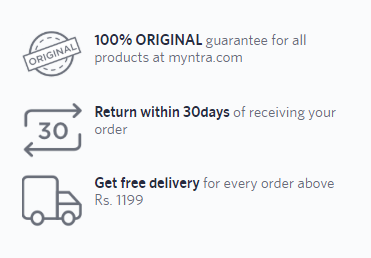 ORIGINAL
100% ORIGINAL guarantee for all
products at myntra.com
30
Return within 30days of receiving your
order
Get free delivery for every order above
Rs. 1199